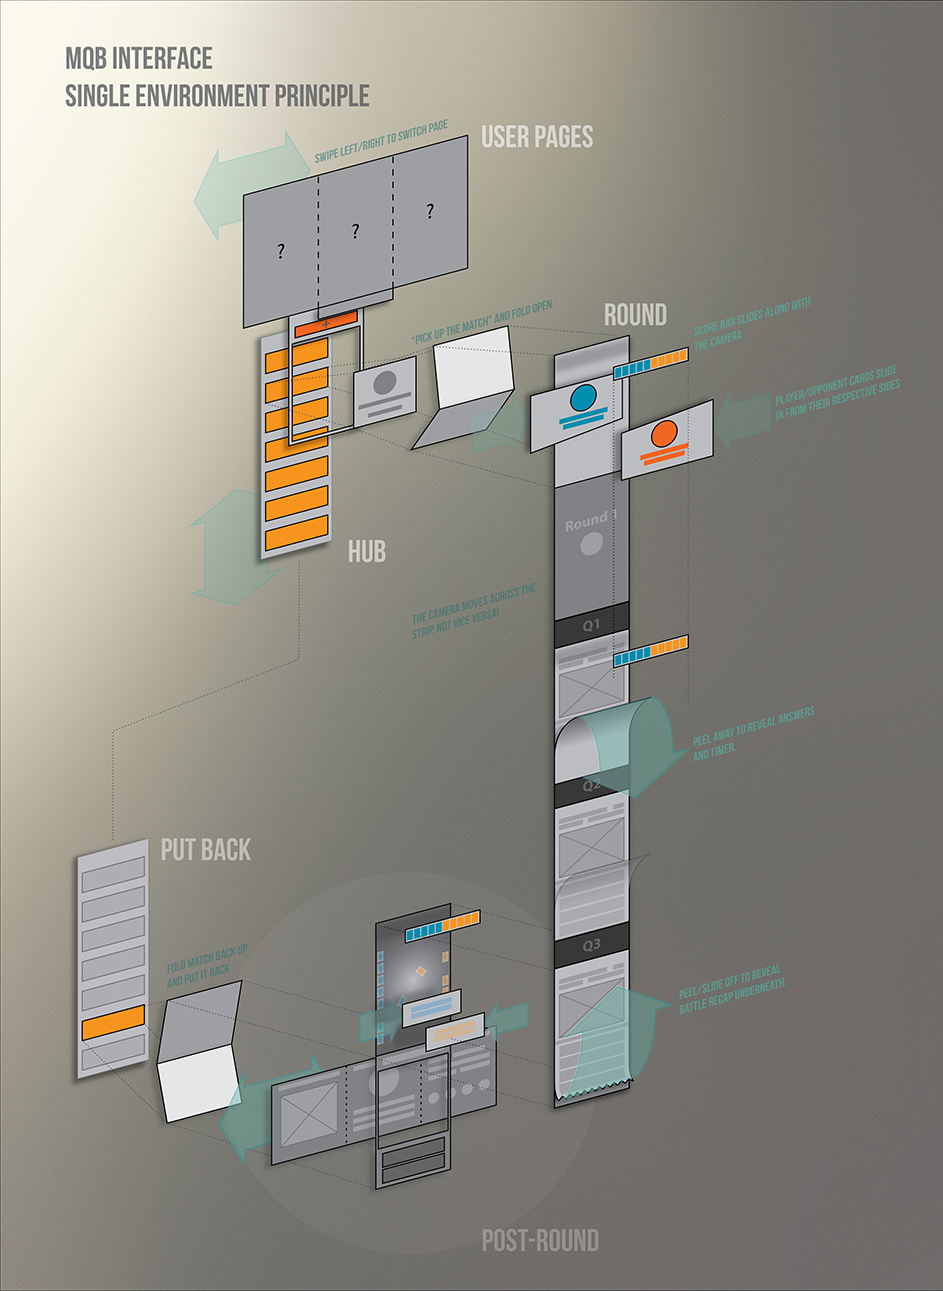 MQB INTERFACE
SINGLE ENVIRONMENT PRINCIPLE
SWIPE LEFT/RIGHT TO SWITCH PAGE
USER PAGES
?
?
?
+
"PICK UP THE MATCH" AND FOLD OPEN
ROUND
SCORE BAR SLIDES ALONG WITH
THE CAMERA
PLAYER/OPPONENT CARDS SLIDE
IN FROM THEIR RESPECTIVE SIDES
Round 1
HUB
THE CAMERA MOVES ACROSS THE
STRIP, NOT VICE VERSA!
Q1
PEEL AWAY TO REVEAL ANSWERS
AND TIMER.
Q2
PUT BACK
Q3
FOLD MATCH BACK UP
AND PUT IT BACK
PEEL/SLIDE OFF TO REVEAL
BATTLE RECAP UNDERNEATH.
POST-ROUND